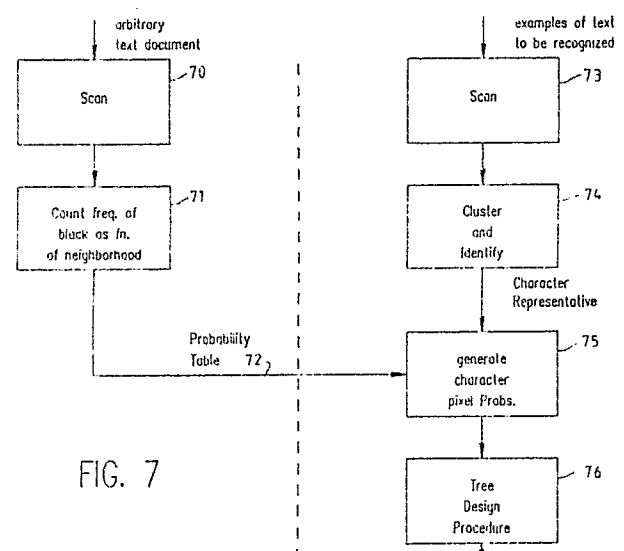 arbitrary
text document
70
Scan
71
Count freq. of
black as fn.
of neighborhood
Probability
Table 72
FIG. 7
examples of text
to be recognized
73
Scan
74
Cluster
and
Identify
Character
Representative
75
generate
character
pixel Probs.
76
Tree
Design
Procedure